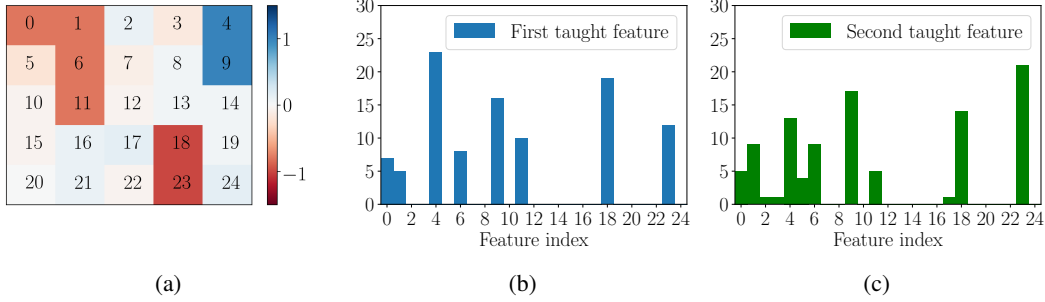 0 1 2 3 4
5 6 7 8 9
10 11 12 13 14
15 16 17 18 19
20 21 22 23 24
1
0
−1
30
25
20
15
10
5
0
First taught feature
0 2 4 6 8 10 12 14 16 18 20 22 24
Feature index
30
25
20
15
10
5
0
Second taught feature
0 2 4 6 8 10 12 14 16 18 20 22 24
Feature index
(a)
(b)
(c)